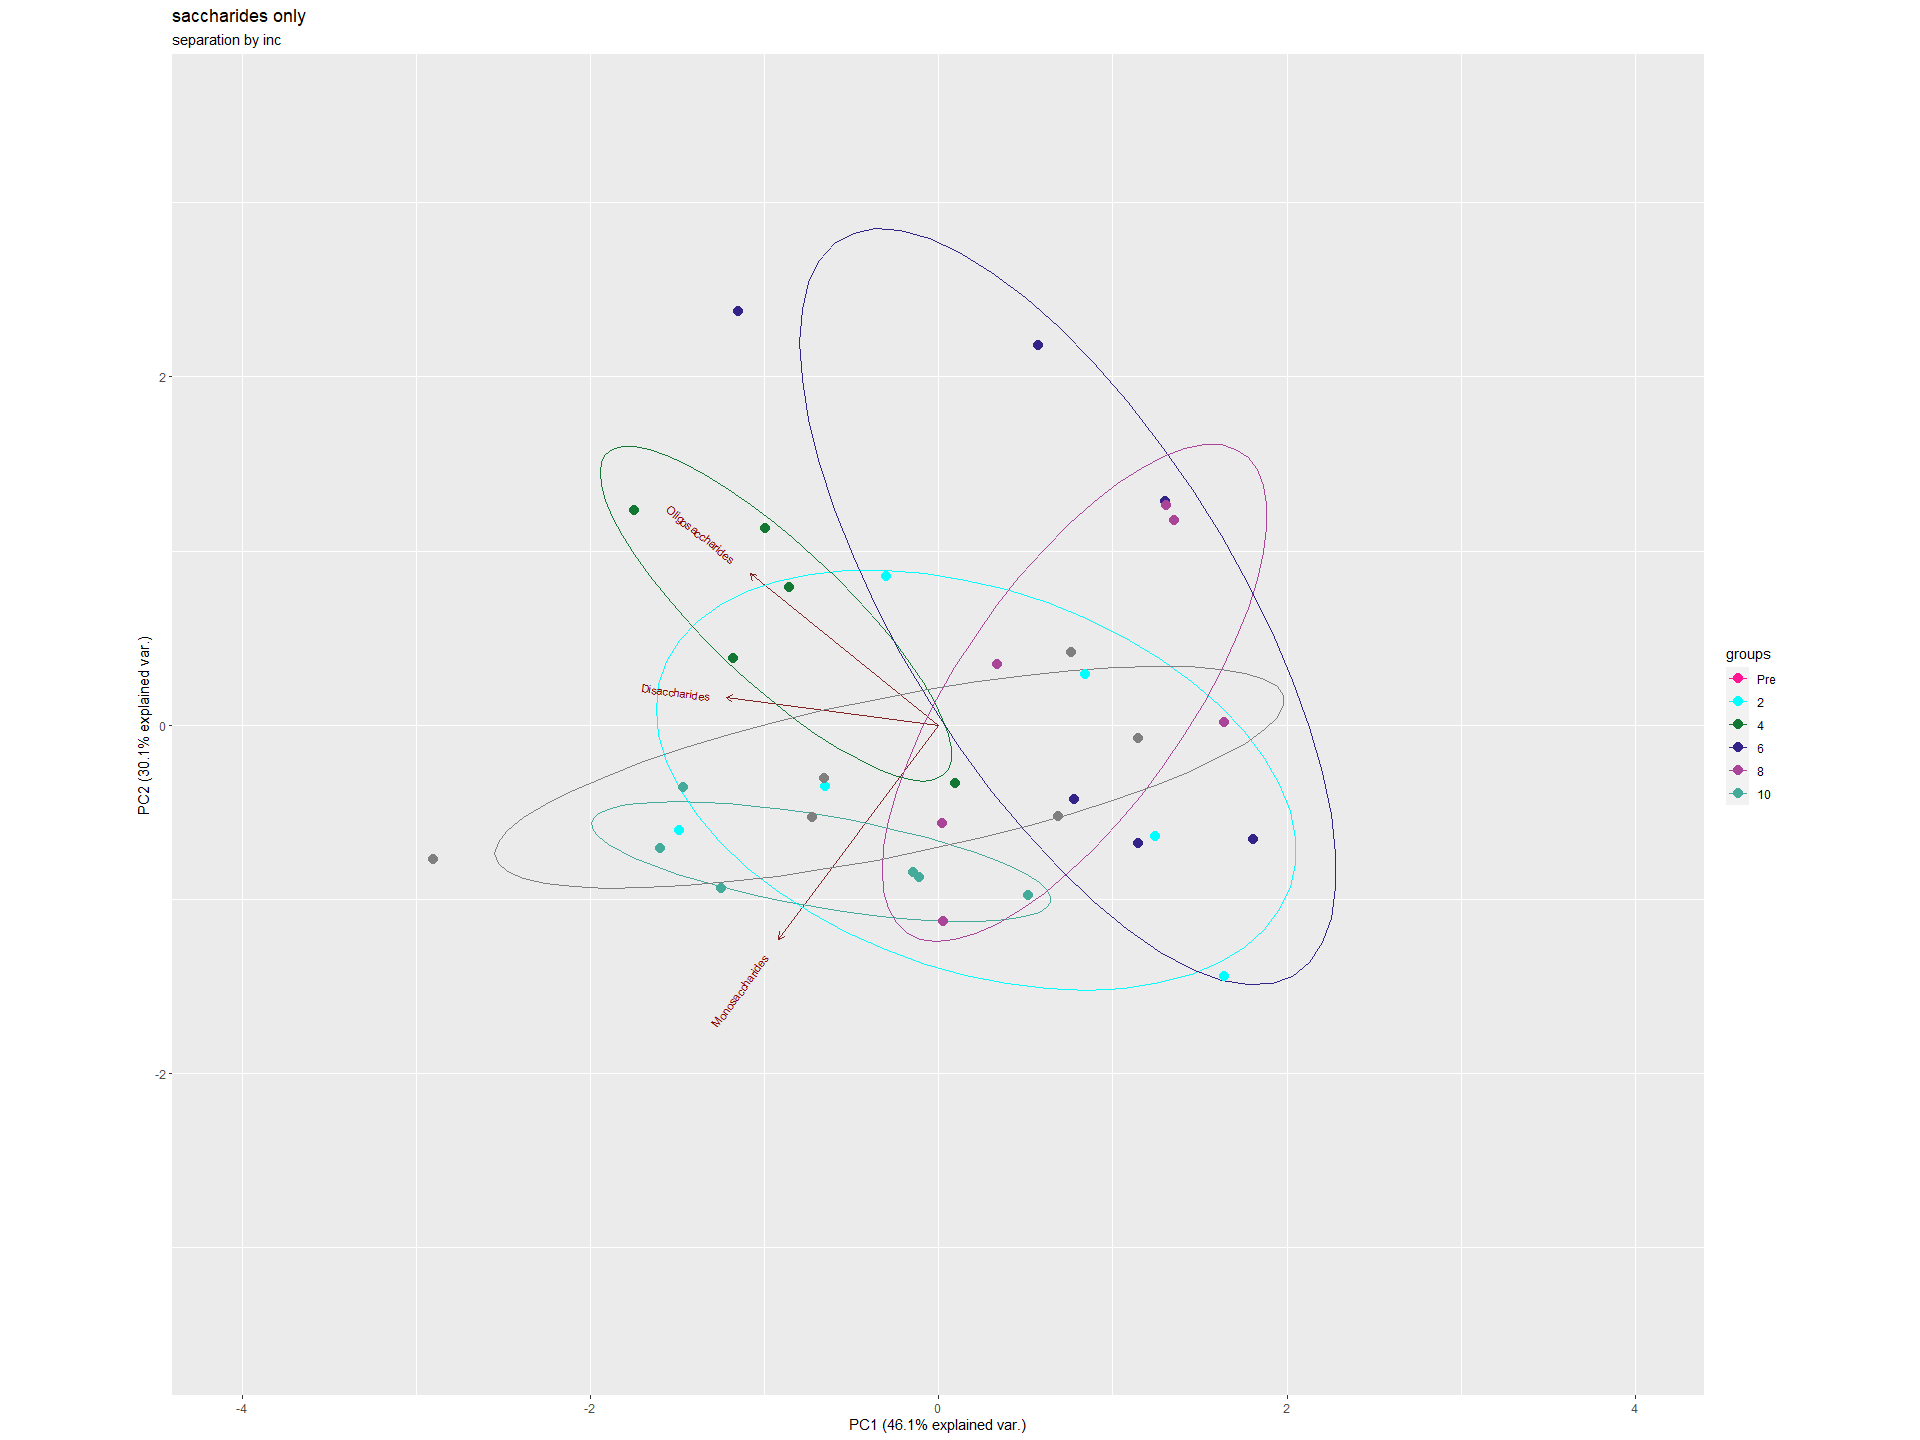 saccharides only
separation by inc
Oligosaccharides
Disaccharides
Monosaccharides
2
0
-2
PC2 (30.1% explained var.)
-4
-2
0
2
4
PC1 (46.1% explained var.)
groups
Pre
2
4
6
8
10